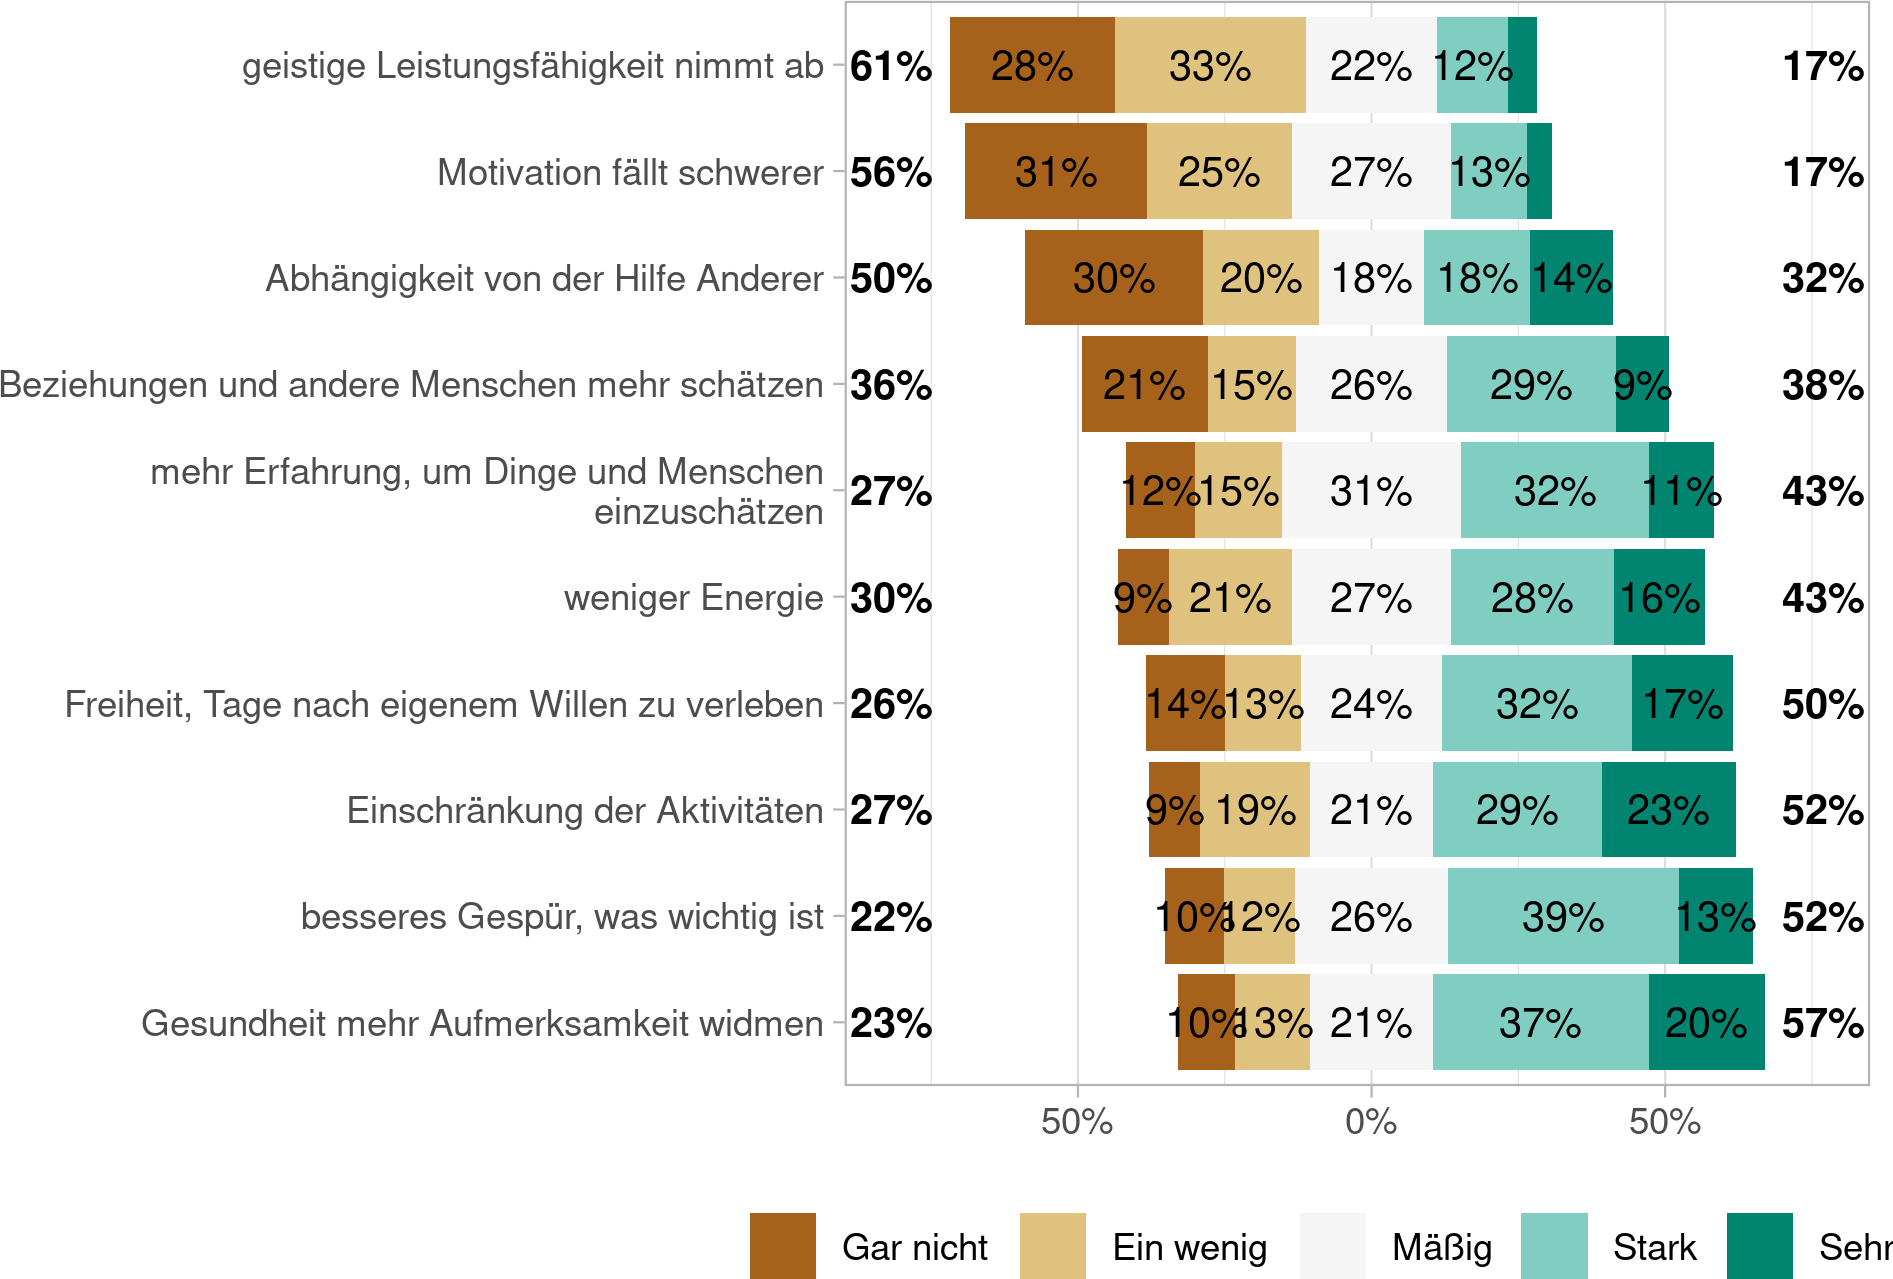 geistige Leistungsfähigkeit nimmt ab 61% 28% 33% 22% 12% 17%
Motivation fällt schwerer 56% 31% 25% 27% 13% 17%
Abhängigkeit von der Hilfe Anderer 50% 30% 20% 18% 18% 14% 32%
Beziehungen und andere Menschen mehr schätzen 36% 21% 15% 26% 29% 9% 38%
mehr Erfahrung, um Dinge und Menschen
einzuschätzen 27% 12% 15% 31% 32% 11% 43%
weniger Energie 30% 9% 21% 27% 28% 16% 43%
Freiheit, Tage nach eigenem Willen zu verleben 26% 14% 13% 24% 32% 17% 50%
Einschränkung der Aktivitäten 27% 9% 19% 21% 29% 23% 52%
besseres Gespür, was wichtig ist 22% 10% 12% 26% 39% 13% 52%
Gesundheit mehr Aufmerksamkeit widmen 23% 10% 13% 21% 37% 20% 57%
50% 0% 50%
Gar nicht Ein wenig Mäßig Stark Sehr